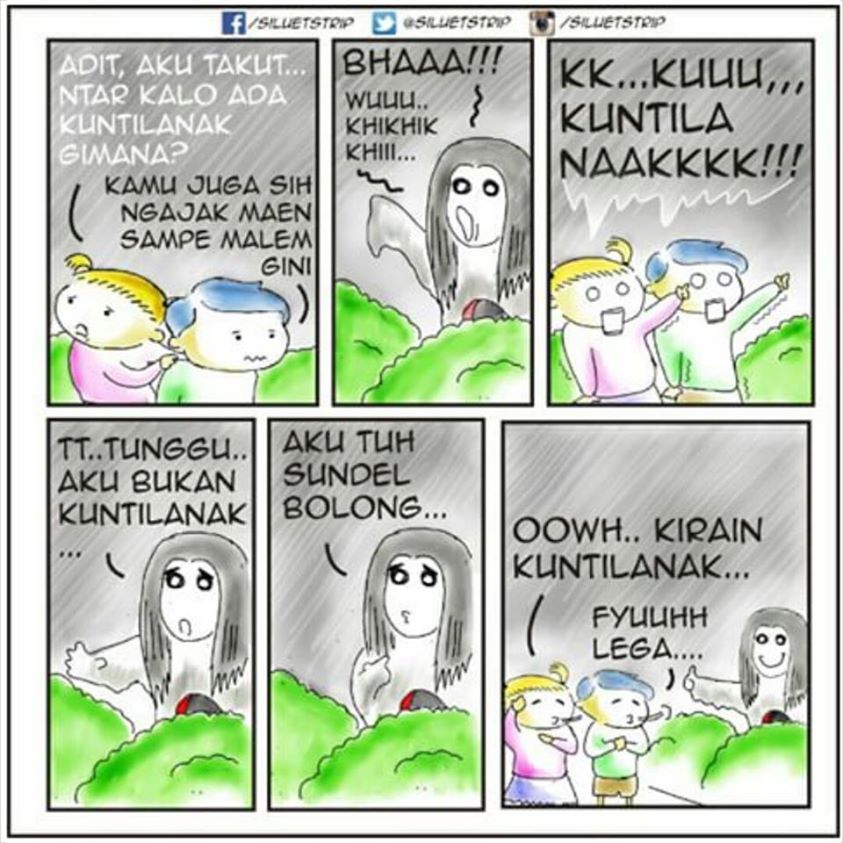 /SILUETSTRIP @SILUETSTRIP /SILUETSTRIP
ADIT, AKU TAKUT...
NTAR KALO ADA
KUNTILANAK
GIMANA?
KAMU JUGA SIH
NGAJAK MAEN
SAMPE MALEM
GINI
BHAAA!!!
WUUU..
KHIKHIK
KHIII...
KK...KUUU,,,
KUNTILA
NAAKKKK!!!
TT..TUNGGU..
AKU BUKAN
KUNTILANAK
...
AKU TUH
SUNDEL
BOLONG...
OOWH.. KIRAIN
KUNTILANAK...
FYUUHH
LEGA....